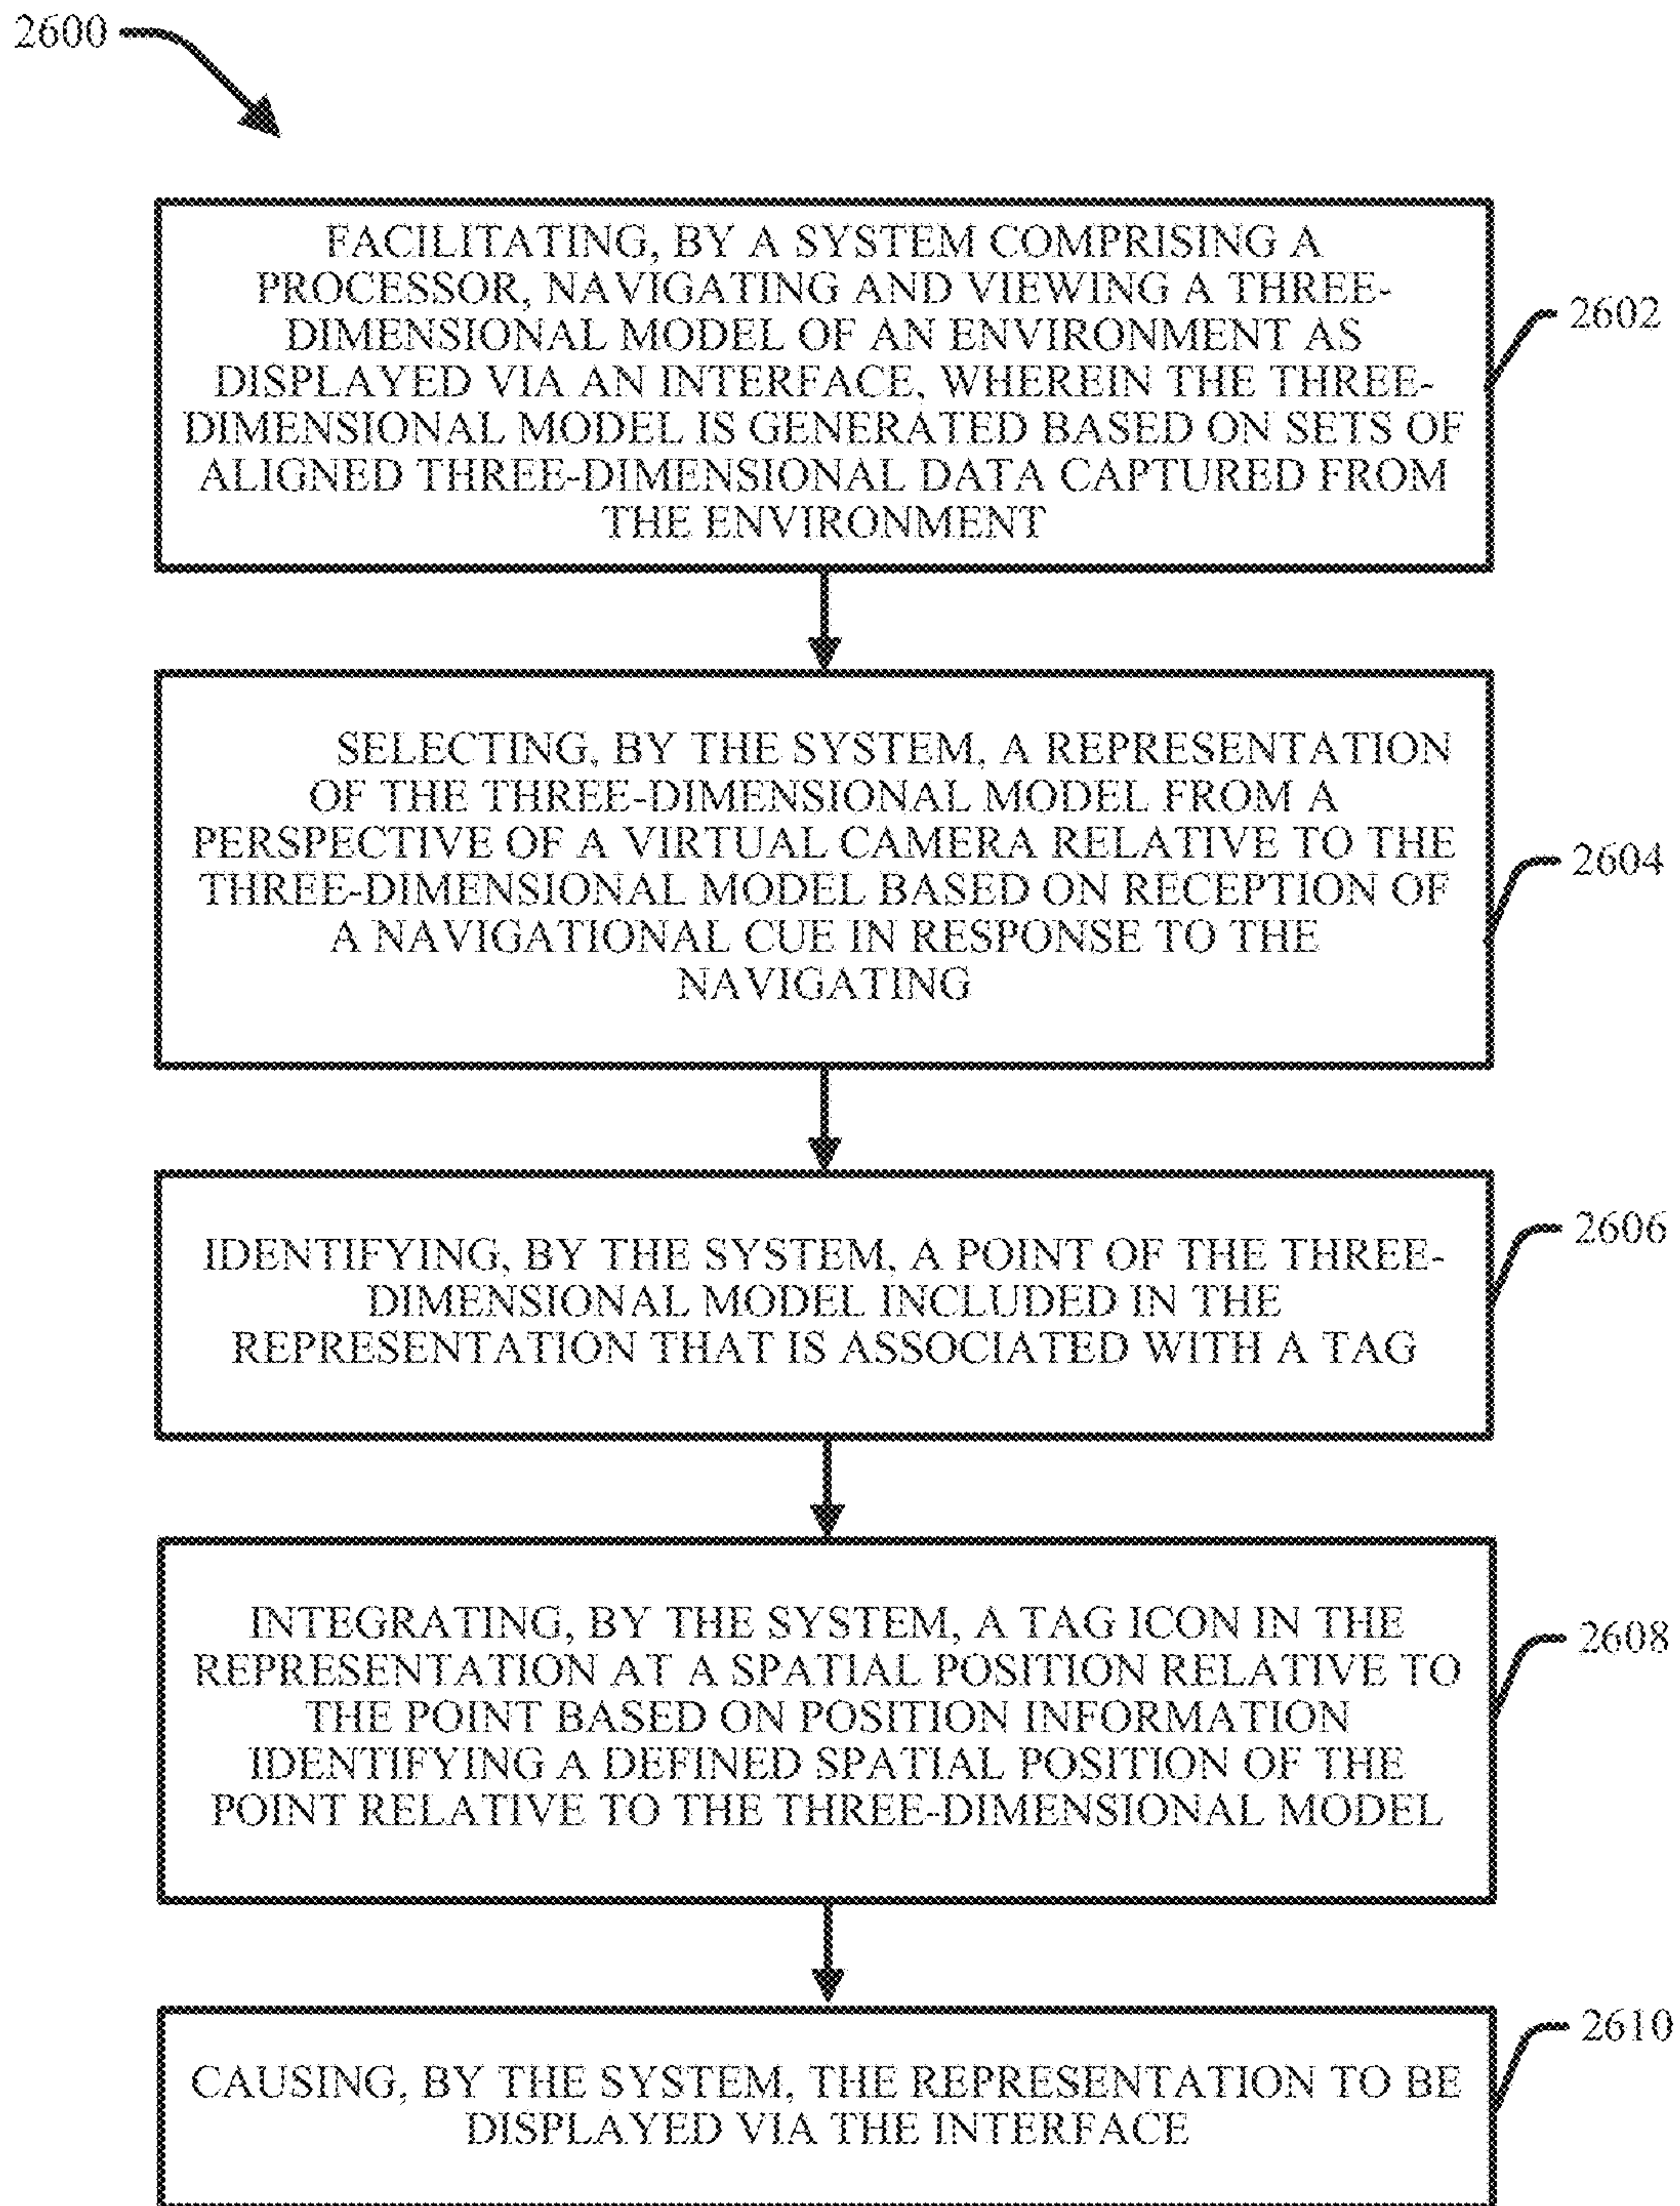 2600
FACILITATING, BY A SYSTEM COMPRISING A
PROCESSOR, NAVIGATING AND VIEWING A THREE-
DIMENSIONAL MODEL OF AN ENVIRONMENT AS
DISPLAYED VIA AN INTERFACE, WHEREIN THE THREE-
DIMENSIONAL MODEL IS GENERATED BASED ON SETS OF
ALIGNED THREE-DIMENSIONAL DATA CAPTURED FROM
THE ENVIRONMENT
2602
SELECTING, BY THE SYSTEM, A REPRESENTATION
OF THE THREE-DIMENSIONAL MODEL FROM A
PERSPECTIVE OF A VIRTUAL CAMERA RELATIVE TO THE
THREE-DIMENSIONAL MODEL BASED ON RECEPTION OF
A NAVIGATIONAL CUE IN RESPONSE TO THE
NAVIGATING
2604
IDENTIFYING, BY THE SYSTEM, A POINT OF THE THREE-
DIMENSIONAL MODEL INCLUDED IN THE
REPRESENTATION THAT IS ASSOCIATED WITH A TAG
2606
INTEGRATING, BY THE SYSTEM, A TAG ICON IN THE
REPRESENTATION AT A SPATIAL POSITION RELATIVE TO
THE POINT BASED ON POSITION INFORMATION
IDENTIFYING A DEFINED SPATIAL POSITION OF THE
POINT RELATIVE TO THE THREE-DIMENSIONAL MODEL
2608
CAUSING, BY THE SYSTEM, THE REPRESENTATION TO BE
DISPLAYED VIA THE INTERFACE
2610